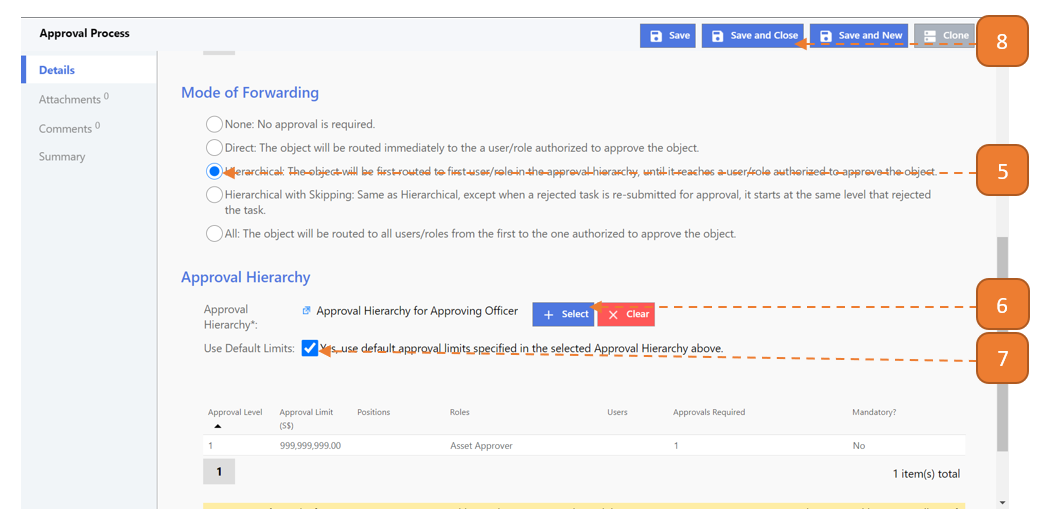 Approval Process
Save
Save and Close
Save and New
Clone
8
Details
Attachments 0
Comments 0
Summary
Mode of Forwarding
None: No approval is required.
Direct: The object will be routed immediately to the a user/role authorized to approve the object.
Hierarchical: The object will be first routed to first user/role in the approval hierarchy, until it reaches a user/role authorized to approve the object.
5
Hierarchical with Skipping: Same as Hierarchical, except when a rejected task is re-submitted for approval, it starts at the same level that rejected
the task.
All: The object will be routed to all users/roles from the first to the one authorized to approve the object.
Approval Hierarchy
Approval
Hierarchy*:
Approval Hierarchy for Approving Officer
Select
Clear
6
Use Default Limits:
Yes, use default approval limits specified in the selected Approval Hierarchy above.
7
Approval Level
Approval Limit
(S$)
Positions
Roles
Users
Approvals Required
Mandatory?
1
999,999,999.00
Asset Approver
1
No
1
1 item(s) total